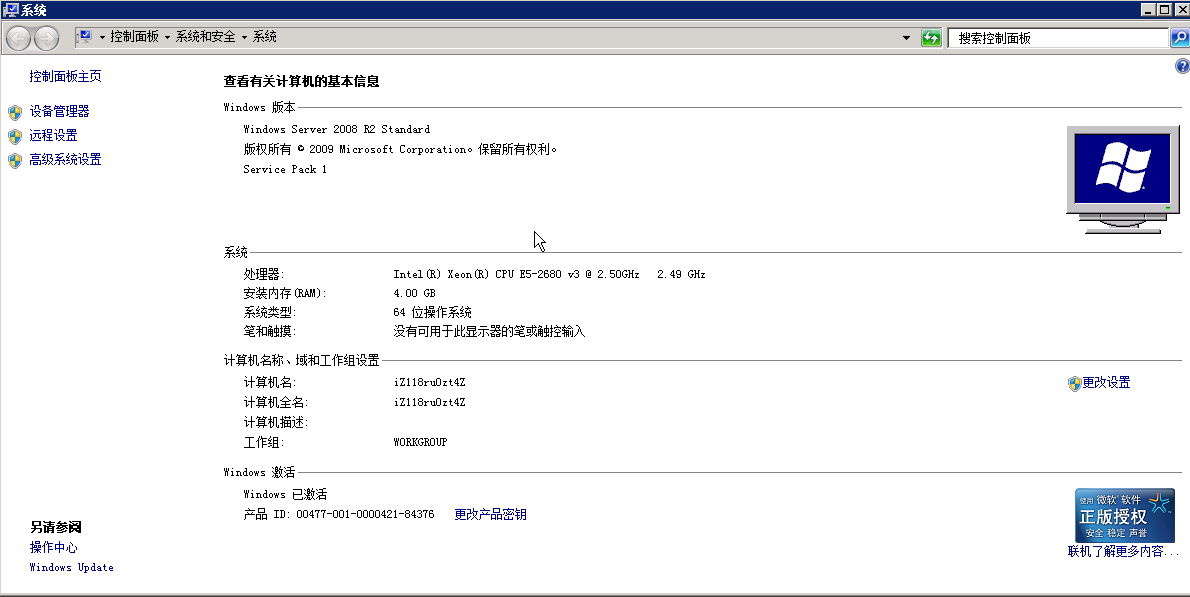 系统
控制面板 系统和安全 系统
搜索控制面板
控制面板主页
设备管理器
远程设置
高级系统设置
查看有关计算机的基本信息
Windows 版本
Windows Server 2008 R2 Standard
版权所有 © 2009 Microsoft Corporation。保留所有权利。
Service Pack 1
系统
处理器: Intel(R) Xeon(R) CPU E5-2680 v3 @ 2.50GHz 2.49 GHz
安装内存(RAM): 4.00 GB
系统类型: 64 位操作系统
笔和触摸: 没有可用于此显示器的笔或触控输入
计算机名称、域和工作组设置
计算机名: iZ118ru0zt4Z
更改设置
计算机全名: iZ118ru0zt4Z
计算机描述:
工作组: WORKGROUP
Windows 激活
Windows 已激活
产品 ID: 00477-001-0000421-84376 更改产品密钥
使用 微软 软件
正版授权
安全 稳定 声誉
联机了解更多内容...
另请参阅
操作中心
Windows Update